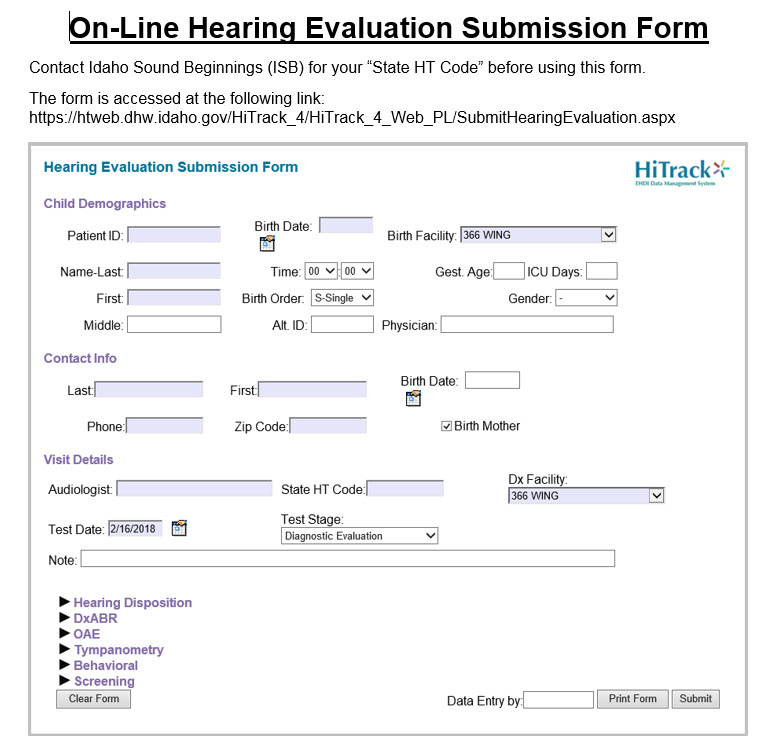 On-Line Hearing Evaluation Submission Form
Contact Idaho Sound Beginnings (ISB) for your “State HT Code” before using this form.
The form is accessed at the following link:
https://htweb.dhw.idaho.gov/HiTrack_4/HiTrack_4_Web_PL/SubmitHearingEvaluation.aspx
Hearing Evaluation Submission Form
HiTrack
EHDI Data Management System
Child Demographics
Patient ID: Birth Date: Birth Facility: 366 WING
Name-Last: Time: 00 : 00 Gest. Age: ICU Days:
First: Birth Order: S-Single Gender: -
Middle: Alt. ID: Physician:
Contact Info
Last: First: Birth Date:
Phone: Zip Code: Birth Mother
Visit Details
Audiologist: State HT Code: Dx Facility:
366 WING
Test Date: 2/16/2018 Test Stage:
Diagnostic Evaluation
Note:
Hearing Disposition
DxABR
OAE
Tympanometry
Behavioral
Screening
Clear Form Data Entry by: Print Form Submit